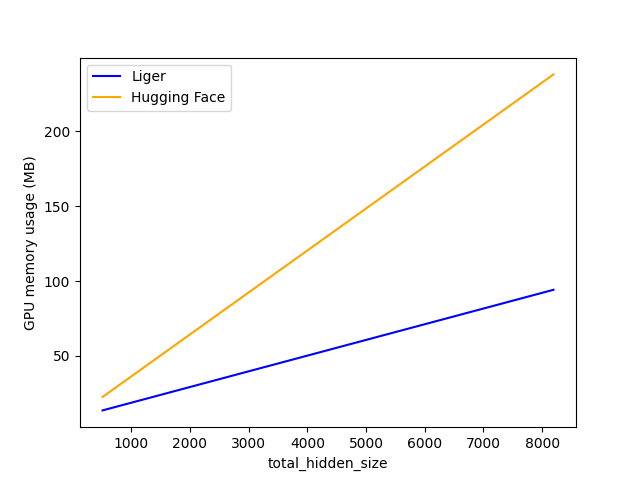 Liger
Hugging Face
GPU memory usage (MB)
200
150
100
50
1000 2000 3000 4000 5000 6000 7000 8000
total_hidden_size